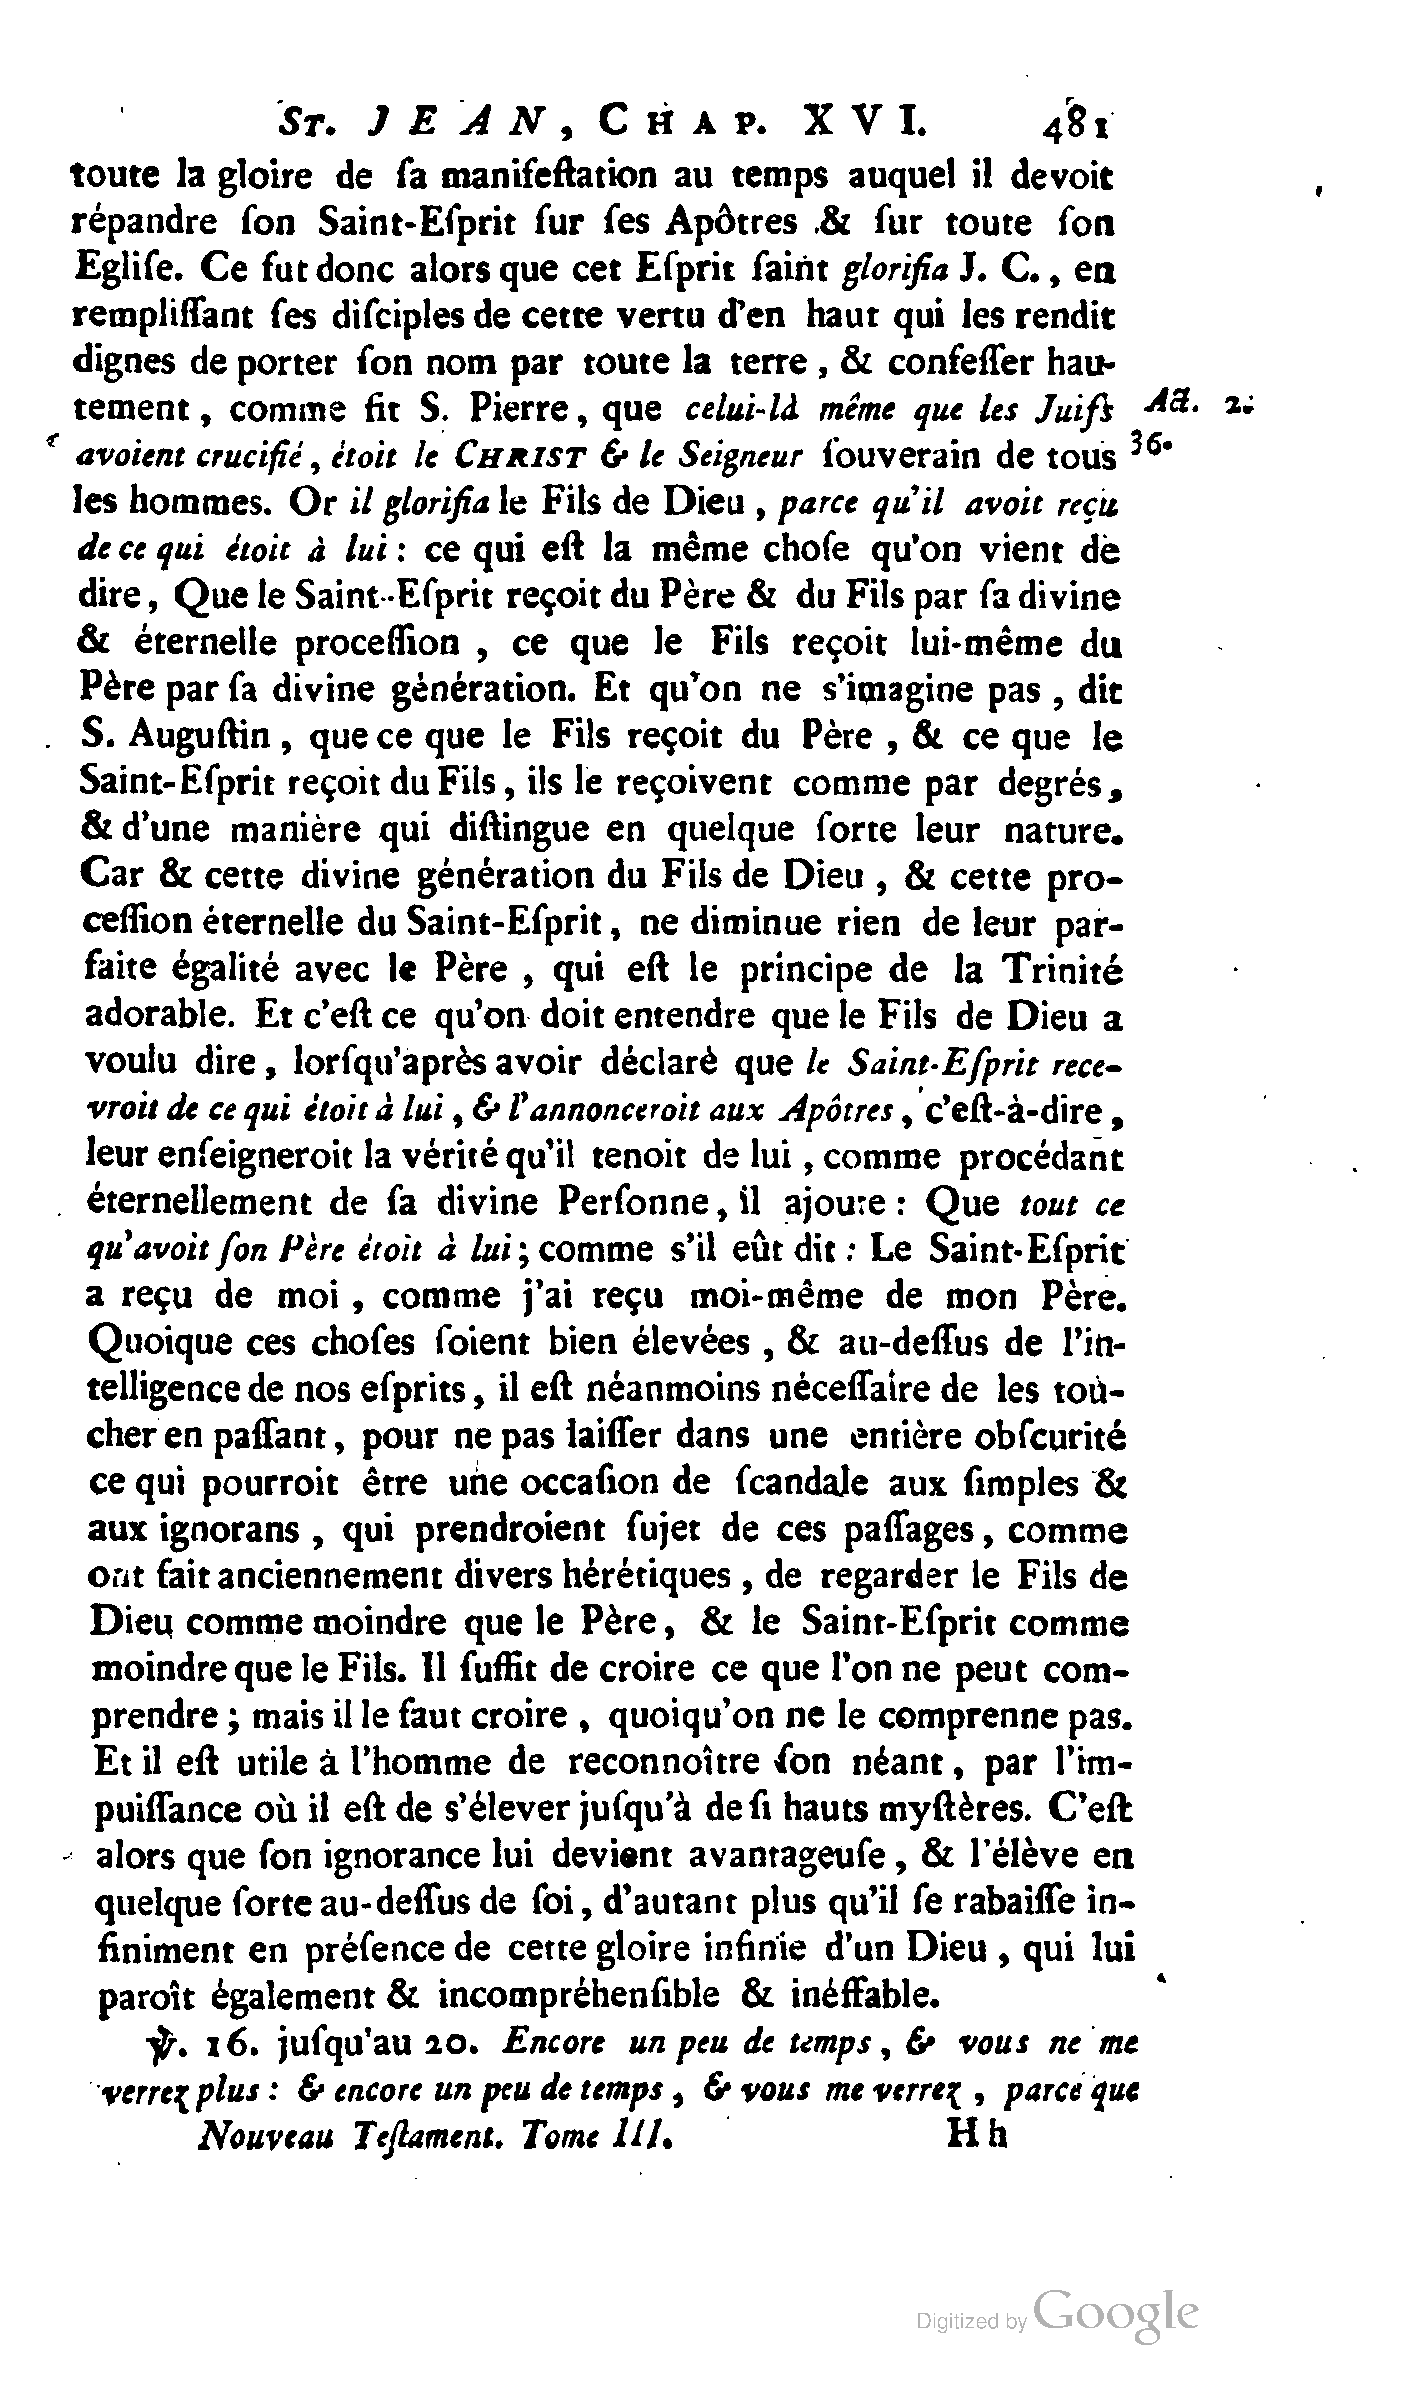 St. JEAN, CHAP. XVI. 481
toute la gloire de ſa manifeſtation au temps auquel il devoit
répandre ſon Saint-Eſprit ſur ſes Apôtres & ſur toute ſon
Egliſe. Ce fut donc alors que cet Eſprit ſaint glorifia J. C., en
rempliſſant ſes diſciples de cette vertu d'en haut qui les rendit
dignes de porter ſon nom par toute la terre, & confeſſer hau-
tement, comme fit S. Pierre, que celui-là même que les Juifs Act. 2.
avoient crucifié, étoit le CHRIST & le Seigneur ſouverain de tous 36.
les hommes. Or il glorifia le Fils de Dieu, parce qu'il avoit reçu
de ce qui étoit à lui : ce qui eſt la même choſe qu'on vient de
dire, Que le Saint-Eſprit reçoit du Père & du Fils par ſa divine
& éternelle proceſſion, ce que le Fils reçoit lui-même du
Père par ſa divine génération. Et qu'on ne s'imagine pas, dit
S. Auguſtin, que ce que le Fils reçoit du Père, & ce que le
Saint-Eſprit reçoit du Fils, ils le reçoivent comme par degrés,
& d'une manière qui diſtingue en quelque ſorte leur nature.
Car & cette divine génération du Fils de Dieu, & cette pro-
ceſſion éternelle du Saint-Eſprit, ne diminue rien de leur par-
faite égalité avec le Père, qui eſt le principe de la Trinité
adorable. Et c'eſt ce qu'on doit entendre que le Fils de Dieu a
voulu dire, lorſqu'après avoir déclarè que le Saint-Eſprit rece-
vroit de ce qui étoit à lui, & l'annonceroit aux Apôtres, c'eſt-à-dire,
leur enſeigneroit la vérité qu'il tenoit de lui, comme procédant
éternellement de ſa divine Perſonne, il ajoute : Que tout ce
qu'avoit ſon Père étoit à lui ; comme s'il eût dit : Le Saint-Eſprit
a reçu de moi, comme j'ai reçu moi-même de mon Père.
Quoique ces choſes ſoient bien élevées, & au-deſſus de l'in-
telligence de nos eſprits, il eſt néanmoins néceſſaire de les tou-
cher en paſſant, pour ne pas laiſſer dans une entière obſcurité
ce qui pourroit être une occaſion de ſcandale aux ſimples &
aux ignorans, qui prendroient ſujet de ces paſſages, comme
ont fait anciennement divers hérétiques, de regarder le Fils de
Dieu comme moindre que le Père, & le Saint-Eſprit comme
moindre que le Fils. Il ſuffit de croire ce que l'on ne peut com-
prendre ; mais il le faut croire, quoiqu'on ne le comprenne pas.
Et il eſt utile à l'homme de reconnoître ſon néant, par l'im-
puiſſance où il eſt de s'élever juſqu'à de ſi hauts myſtères. C'eſt
alors que ſon ignorance lui devient avantageuſe, & l'élève en
quelque ſorte au-deſſus de ſoi, d'autant plus qu'il ſe rabaiſſe in-
finiment en préſence de cette gloire infinie d'un Dieu, qui lui
paroît également & incompréhenſible & inéffable.
℣. 16. juſqu'au 20. Encore un peu de temps, & vous ne me
verrez plus : & encore un peu de temps, & vous me verrez, parce que
Nouveau Teſtament. Tome III. Hh
Digitized by Google